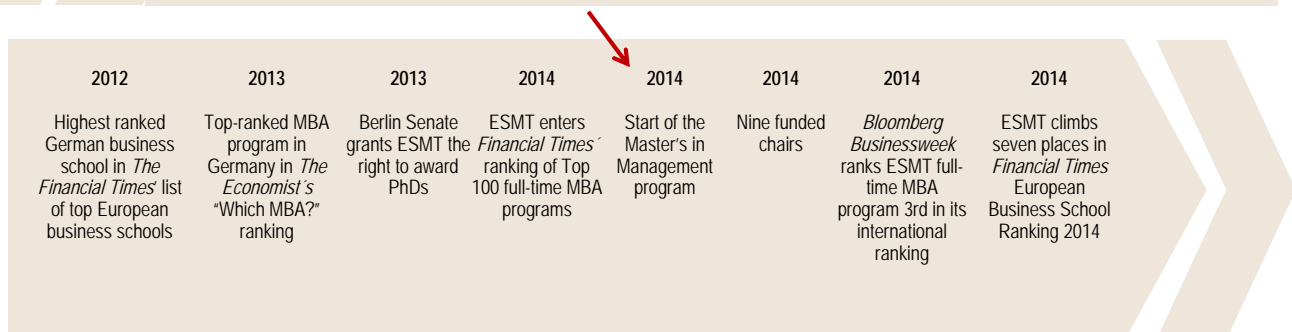 2012
Highest ranked
German business
school in The
Financial Times' list
of top European
business schools
2013
Top-ranked MBA
program in
Germany in The
Economist´s
"Which MBA?"
ranking
2013
Berlin Senate
grants ESMT the
right to award
PhDs
2014
ESMT enters
Financial Times´
ranking of Top
100 full-time MBA
programs
2014
Start of the
Master's in
Management
program
2014
Nine funded
chairs
2014
Bloomberg
Businessweek
ranks ESMT full-
time MBA
program 3rd in its
international
ranking
2014
ESMT climbs
seven places in
Financial Times
European
Business School
Ranking 2014